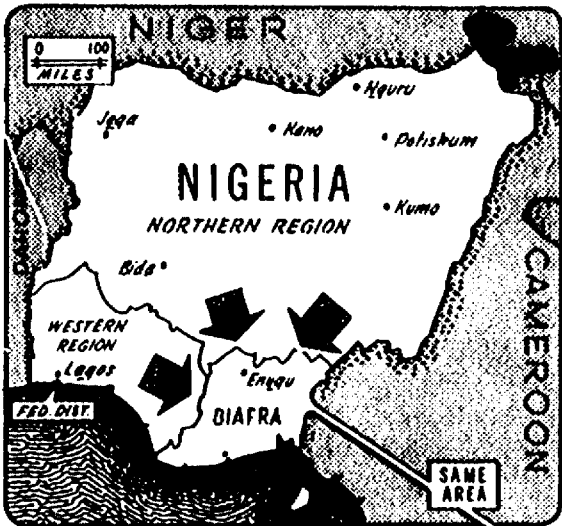 NIGER
0 100
MILES
Nguru
Jega
Kano
Potiskum
NIGERIA
NORTHERN REGION
Kumo
DAHOMEY
Bida
CAMEROON
WESTERN
REGION
Lagos
Enugu
FED. DIST.
BIAFRA
SAME
AREA